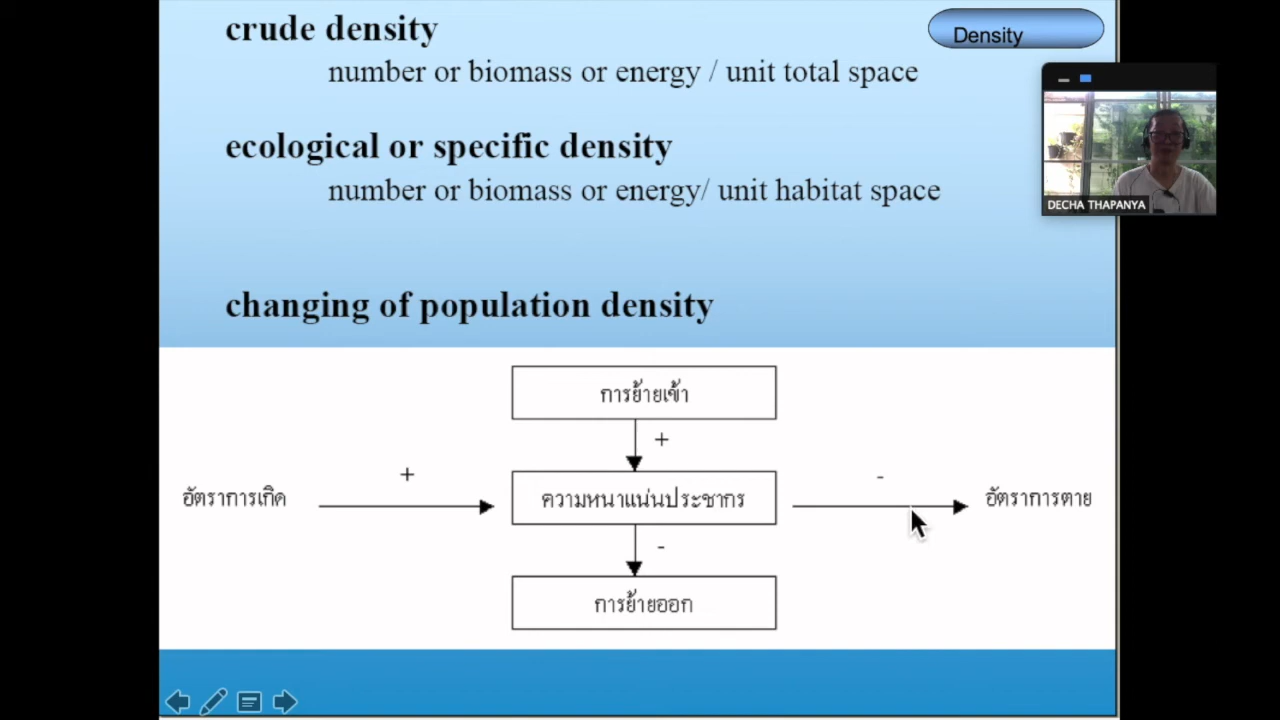 crude density
Density
number or biomass or energy / unit total space
ecological or specific density
number or biomass or energy/ unit habitat space
DECHA THAPANYA
changing of population density
การย้ายเข้า
+
+
-
อัตราการเกิด
ความหนาแน่นประชากร
อัตราการตาย
-
การย้ายออก